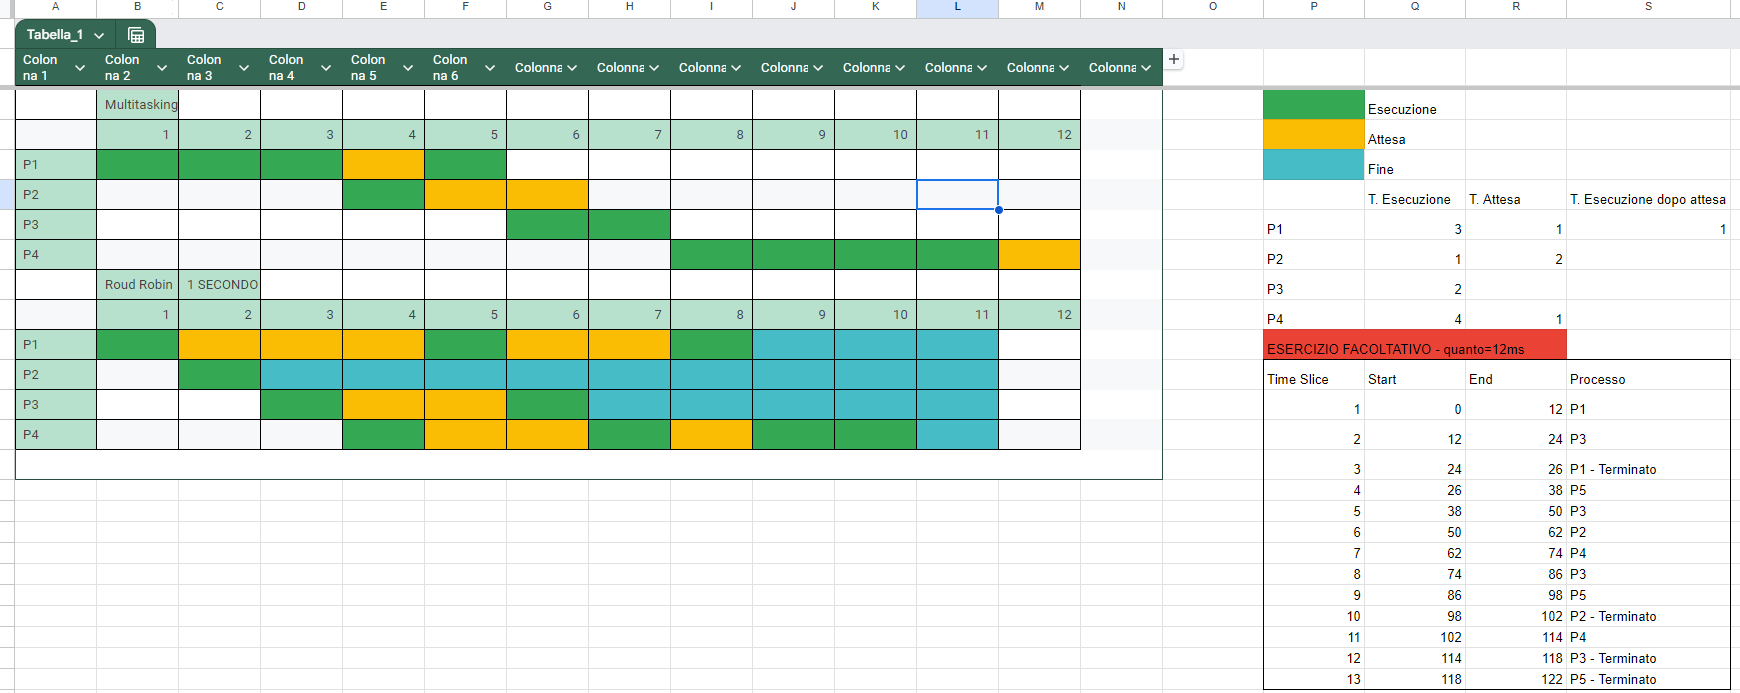 A B C D E F G H I J K L M N O P Q R S
Tabella_1
Colonna 1 Colonna 2 Colonna 3 Colonna 4 Colonna 5 Colonna 6 Colonna Colonna Colonna Colonna Colonna Colonna Colonna Colonna
Multitasking
1 2 3 4 5 6 7 8 9 10 11 12
P1
P2
P3
P4
Roud Robin 1 SECONDO
1 2 3 4 5 6 7 8 9 10 11 12
P1
P2
P3
P4
Esecuzione
Attesa
Fine
T. Esecuzione T. Attesa T. Esecuzione dopo attesa
P1 3 1 1
P2 1 2
P3 2
P4 4 1
ESERCIZIO FACOLTATIVO - quanto=12ms
Time Slice Start End Processo
1 0 12 P1
2 12 24 P3
3 24 26 P1 - Terminato
4 26 38 P5
5 38 50 P3
6 50 62 P2
7 62 74 P4
8 74 86 P3
9 86 98 P5
10 98 102 P2 - Terminato
11 102 114 P4
12 114 118 P3 - Terminato
13 118 122 P5 - Terminato